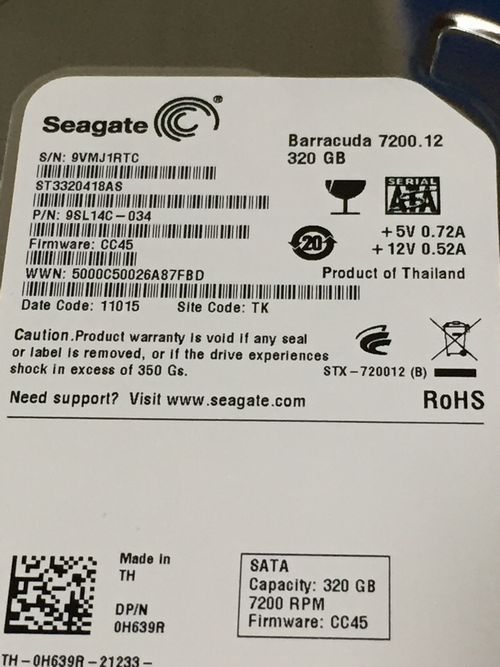 Seagate ®
Barracuda 7200.12
320 GB
S/N: 9VMJ1RTC
ST3320418AS
P/N: 9SL14C-034
Firmware: CC45
WWN: 5000C50026A87FBD
Date Code: 11015 Site Code: TK
SERIAL
ATA
20
+5V 0.72A
+12V 0.52A
Product of Thailand
Caution.Product warranty is void if any seal
or label is removed, or if the drive experiences
shock in excess of 350 Gs.
STX-720012 (B)
Need support? Visit www.seagate.com
RoHS
Made in
TH
DP/N
0H639R
SATA
Capacity: 320 GB
7200 RPM
Firmware: CC45
TH-0H639R-21233-